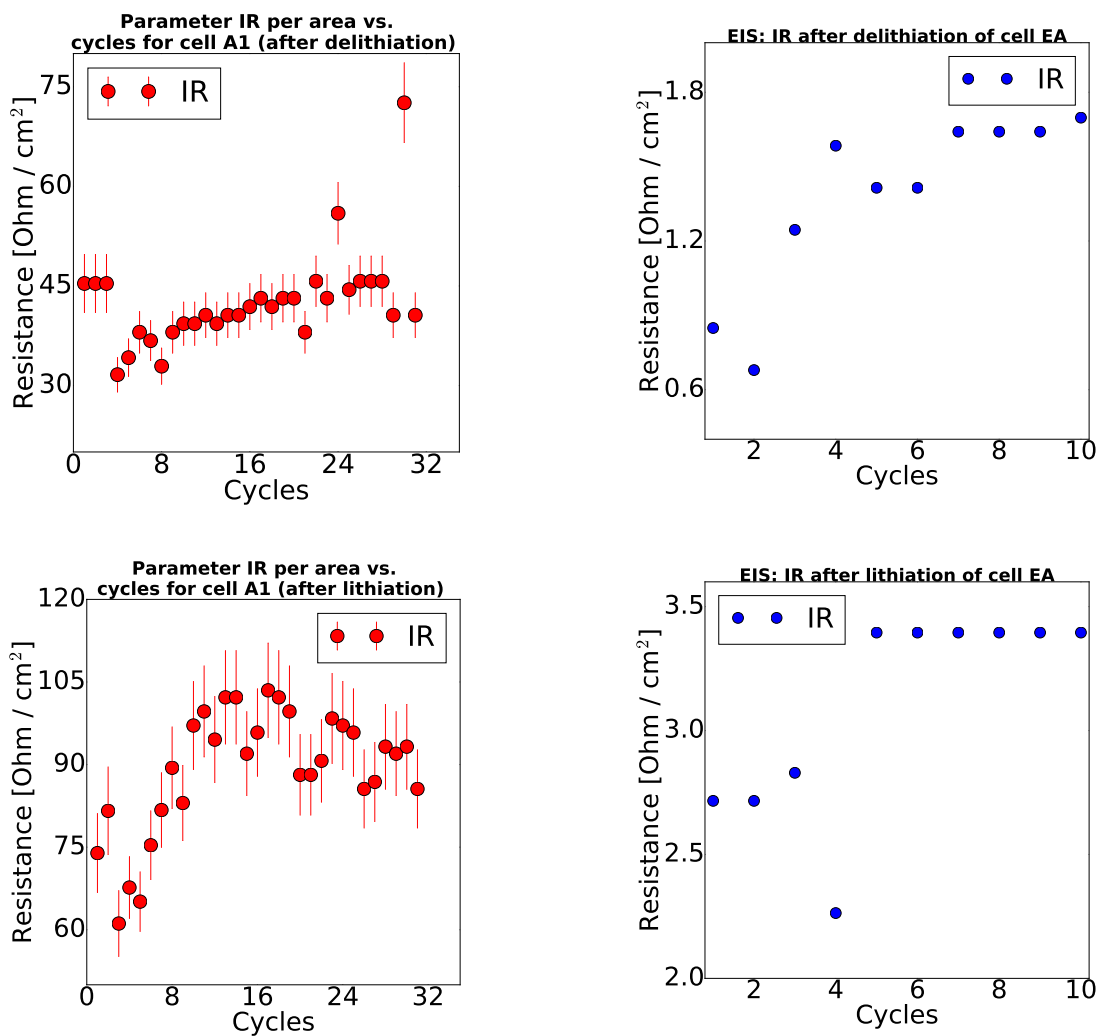 Parameter IR per area vs.
cycles for cell A1 (after delithiation)
IR
75
60
45
30
Resistance [Ohm / cm²]
0 8 16 24 32
Cycles
EIS: IR after delithiation of cell EA
IR
1.8
1.2
0.6
Resistance [Ohm / cm²]
2 4 6 8 10
Cycles
Parameter IR per area vs.
cycles for cell A1 (after lithiation)
IR
120
105
90
75
60
Resistance [Ohm / cm²]
0 8 16 24 32
Cycles
EIS: IR after lithiation of cell EA
IR
3.5
3.0
2.5
2.0
Resistance [Ohm / cm²]
2 4 6 8 10
Cycles